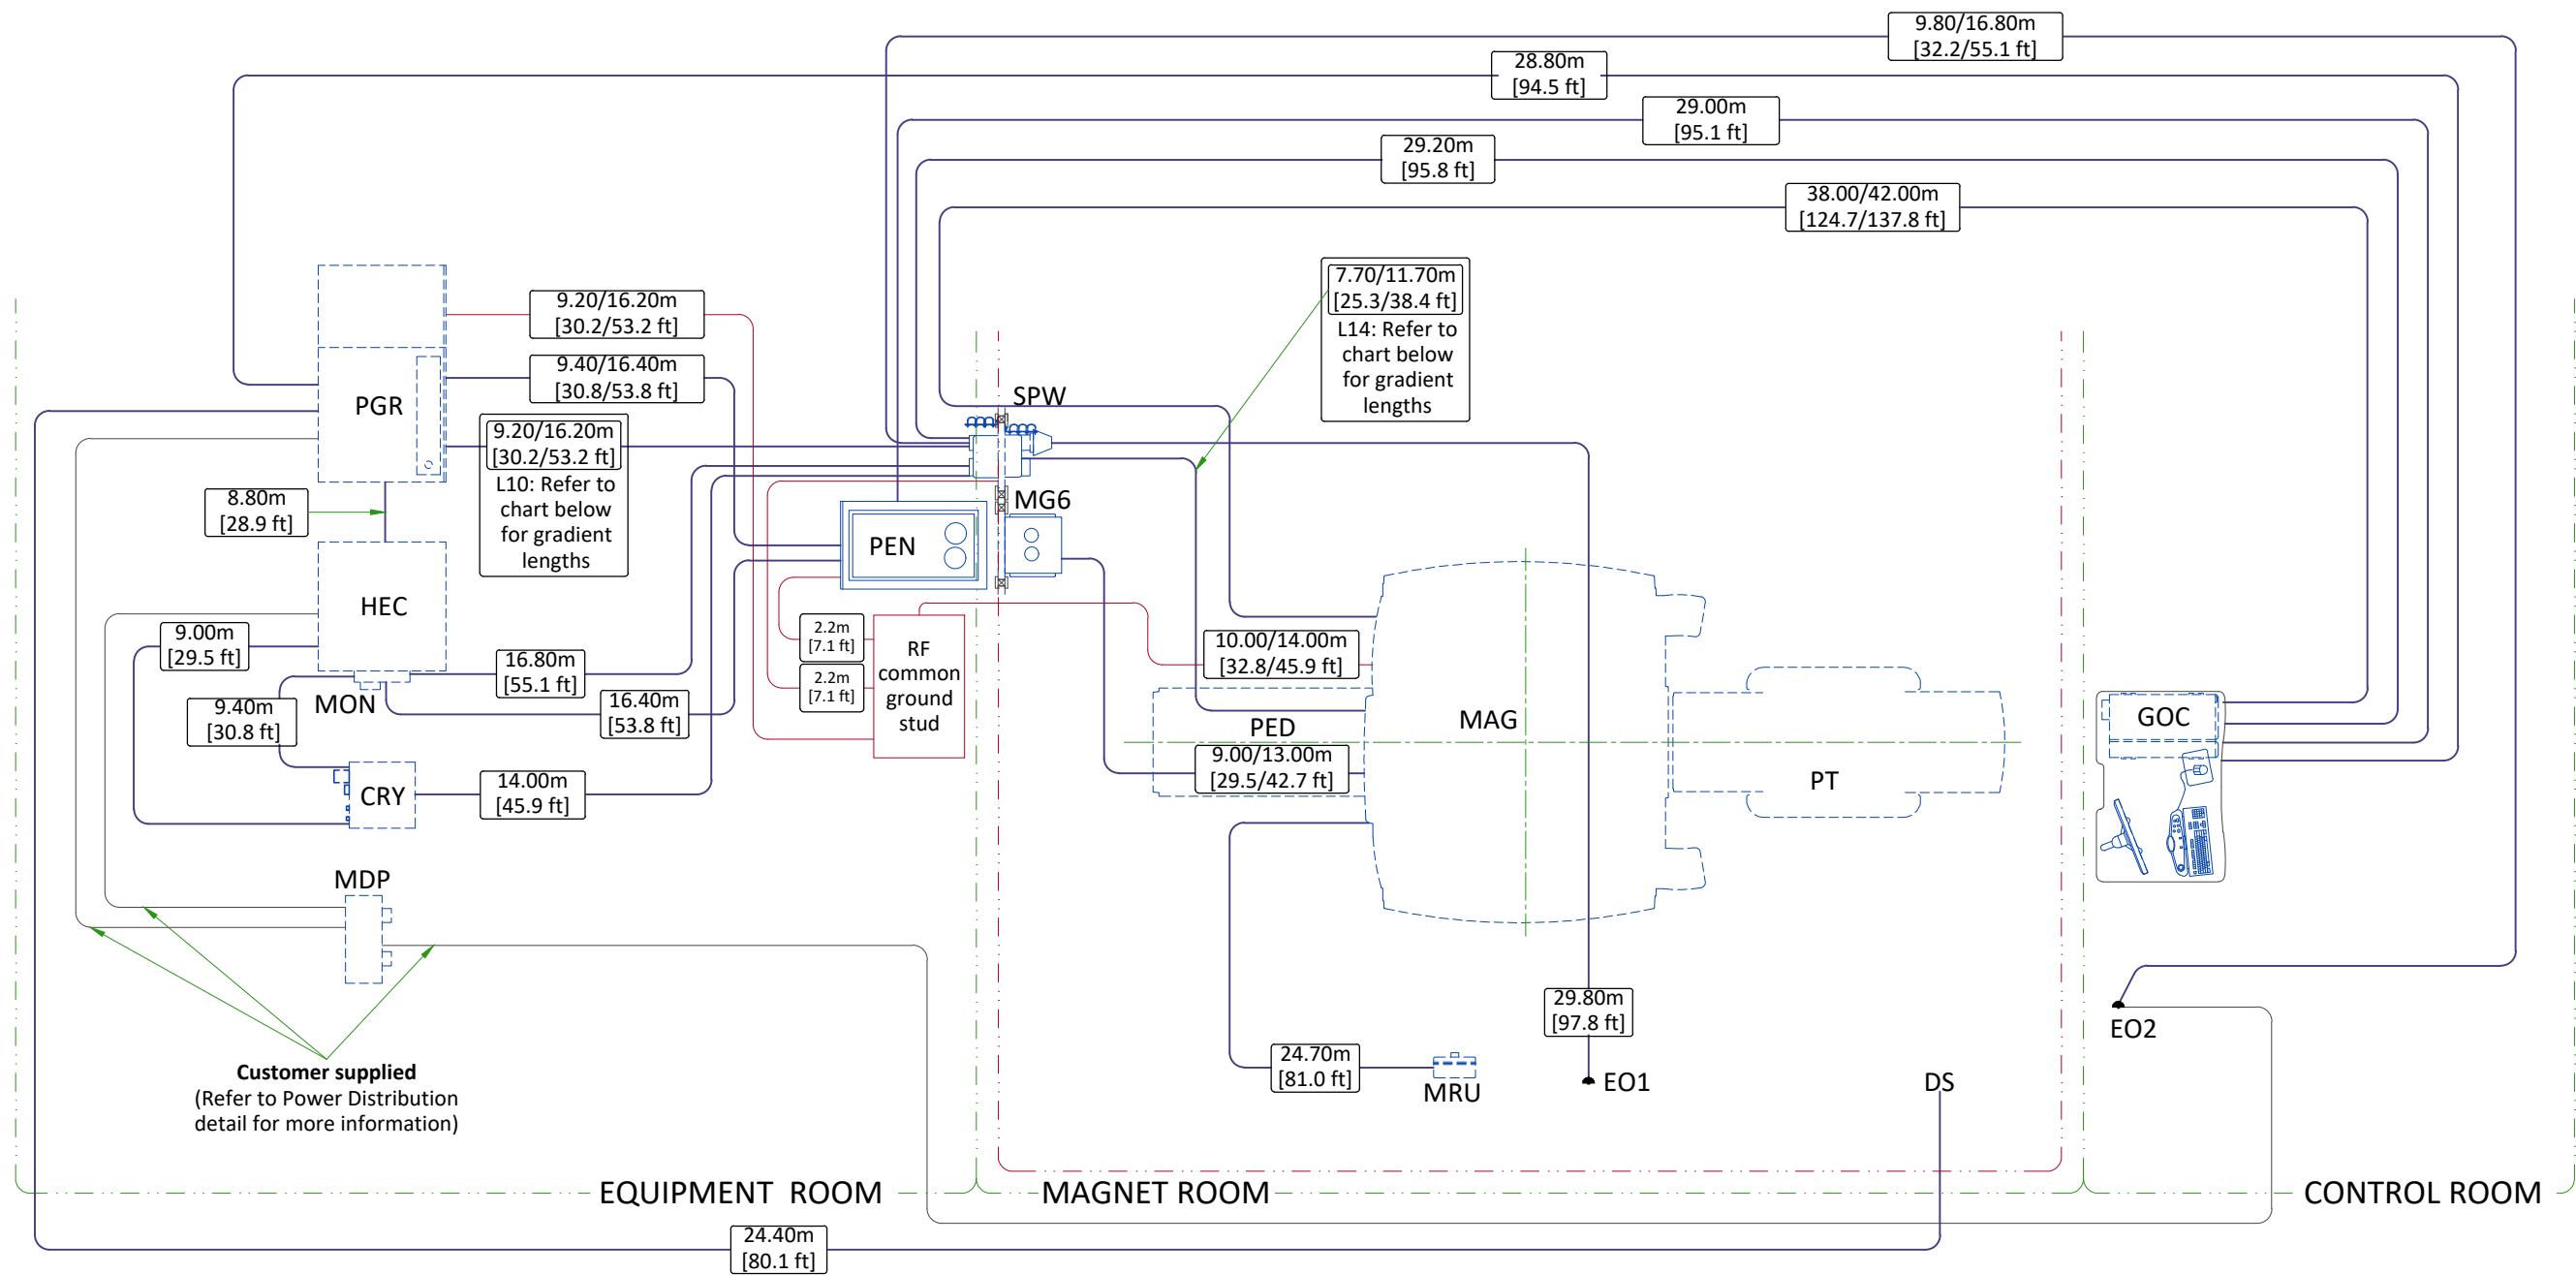 9.80/16.80m
[32.2/55.1 ft]
28.80m
[94.5 ft]
29.00m
[95.1 ft]
29.20m
[95.8 ft]
38.00/42.00m
[124.7/137.8 ft]
7.70/11.70m
[25.3/38.4 ft]
L14: Refer to
chart below
for gradient
lengths
9.20/16.20m
[30.2/53.2 ft]
9.40/16.40m
[30.8/53.8 ft]
PGR
SPW
9.20/16.20m
[30.2/53.2 ft]
L10: Refer to
chart below
for gradient
lengths
8.80m
[28.9 ft]
MG6
PEN
HEC
9.00m
[29.5 ft]
2.2m
[7.1 ft]
2.2m
[7.1 ft]
RF
common
ground
stud
10.00/14.00m
[32.8/45.9 ft]
16.80m
[55.1 ft]
16.40m
[53.8 ft]
MON
9.40m
[30.8 ft]
PED
MAG
GOC
9.00/13.00m
[29.5/42.7 ft]
PT
CRY
14.00m
[45.9 ft]
MDP
29.80m
[97.8 ft]
EO2
24.70m
[81.0 ft]
MRU
EO1
DS
Customer supplied
(Refer to Power Distribution
detail for more information)
EQUIPMENT ROOM
MAGNET ROOM
CONTROL ROOM
24.40m
[80.1 ft]